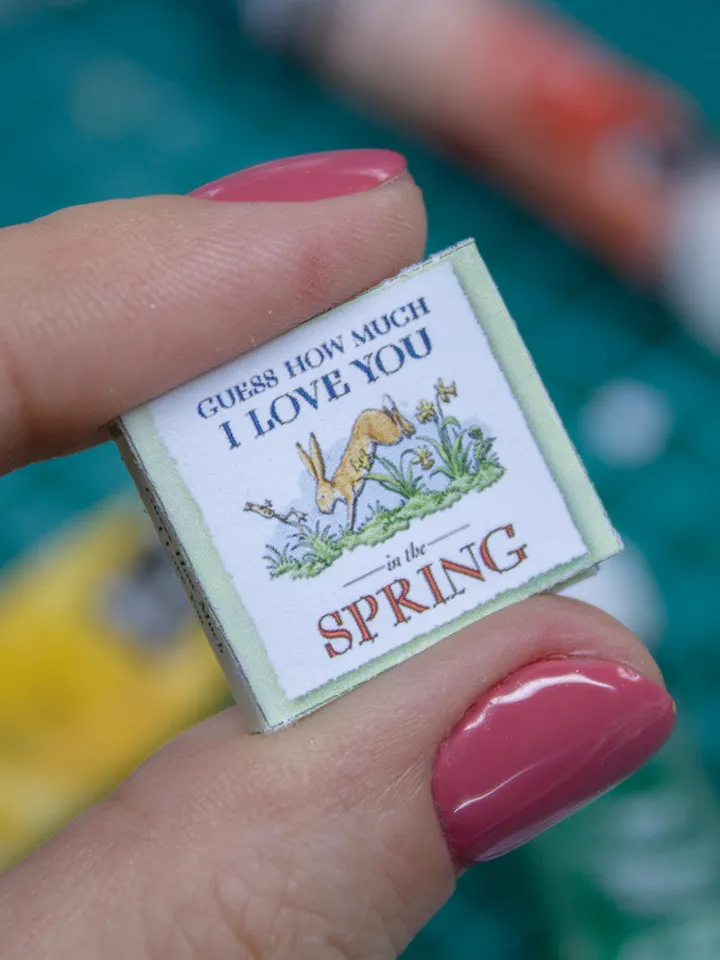 GUESS HOW MUCH
I LOVE YOU
in the
SPRING